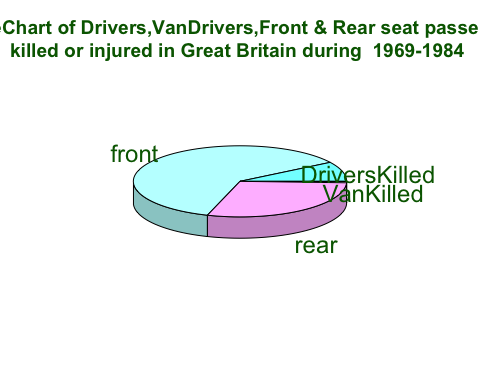 Chart of Drivers,VanDrivers,Front & Rear seat passe
killed or injured in Great Britain during 1969-1984
front
DriversKilled
VanKilled
rear